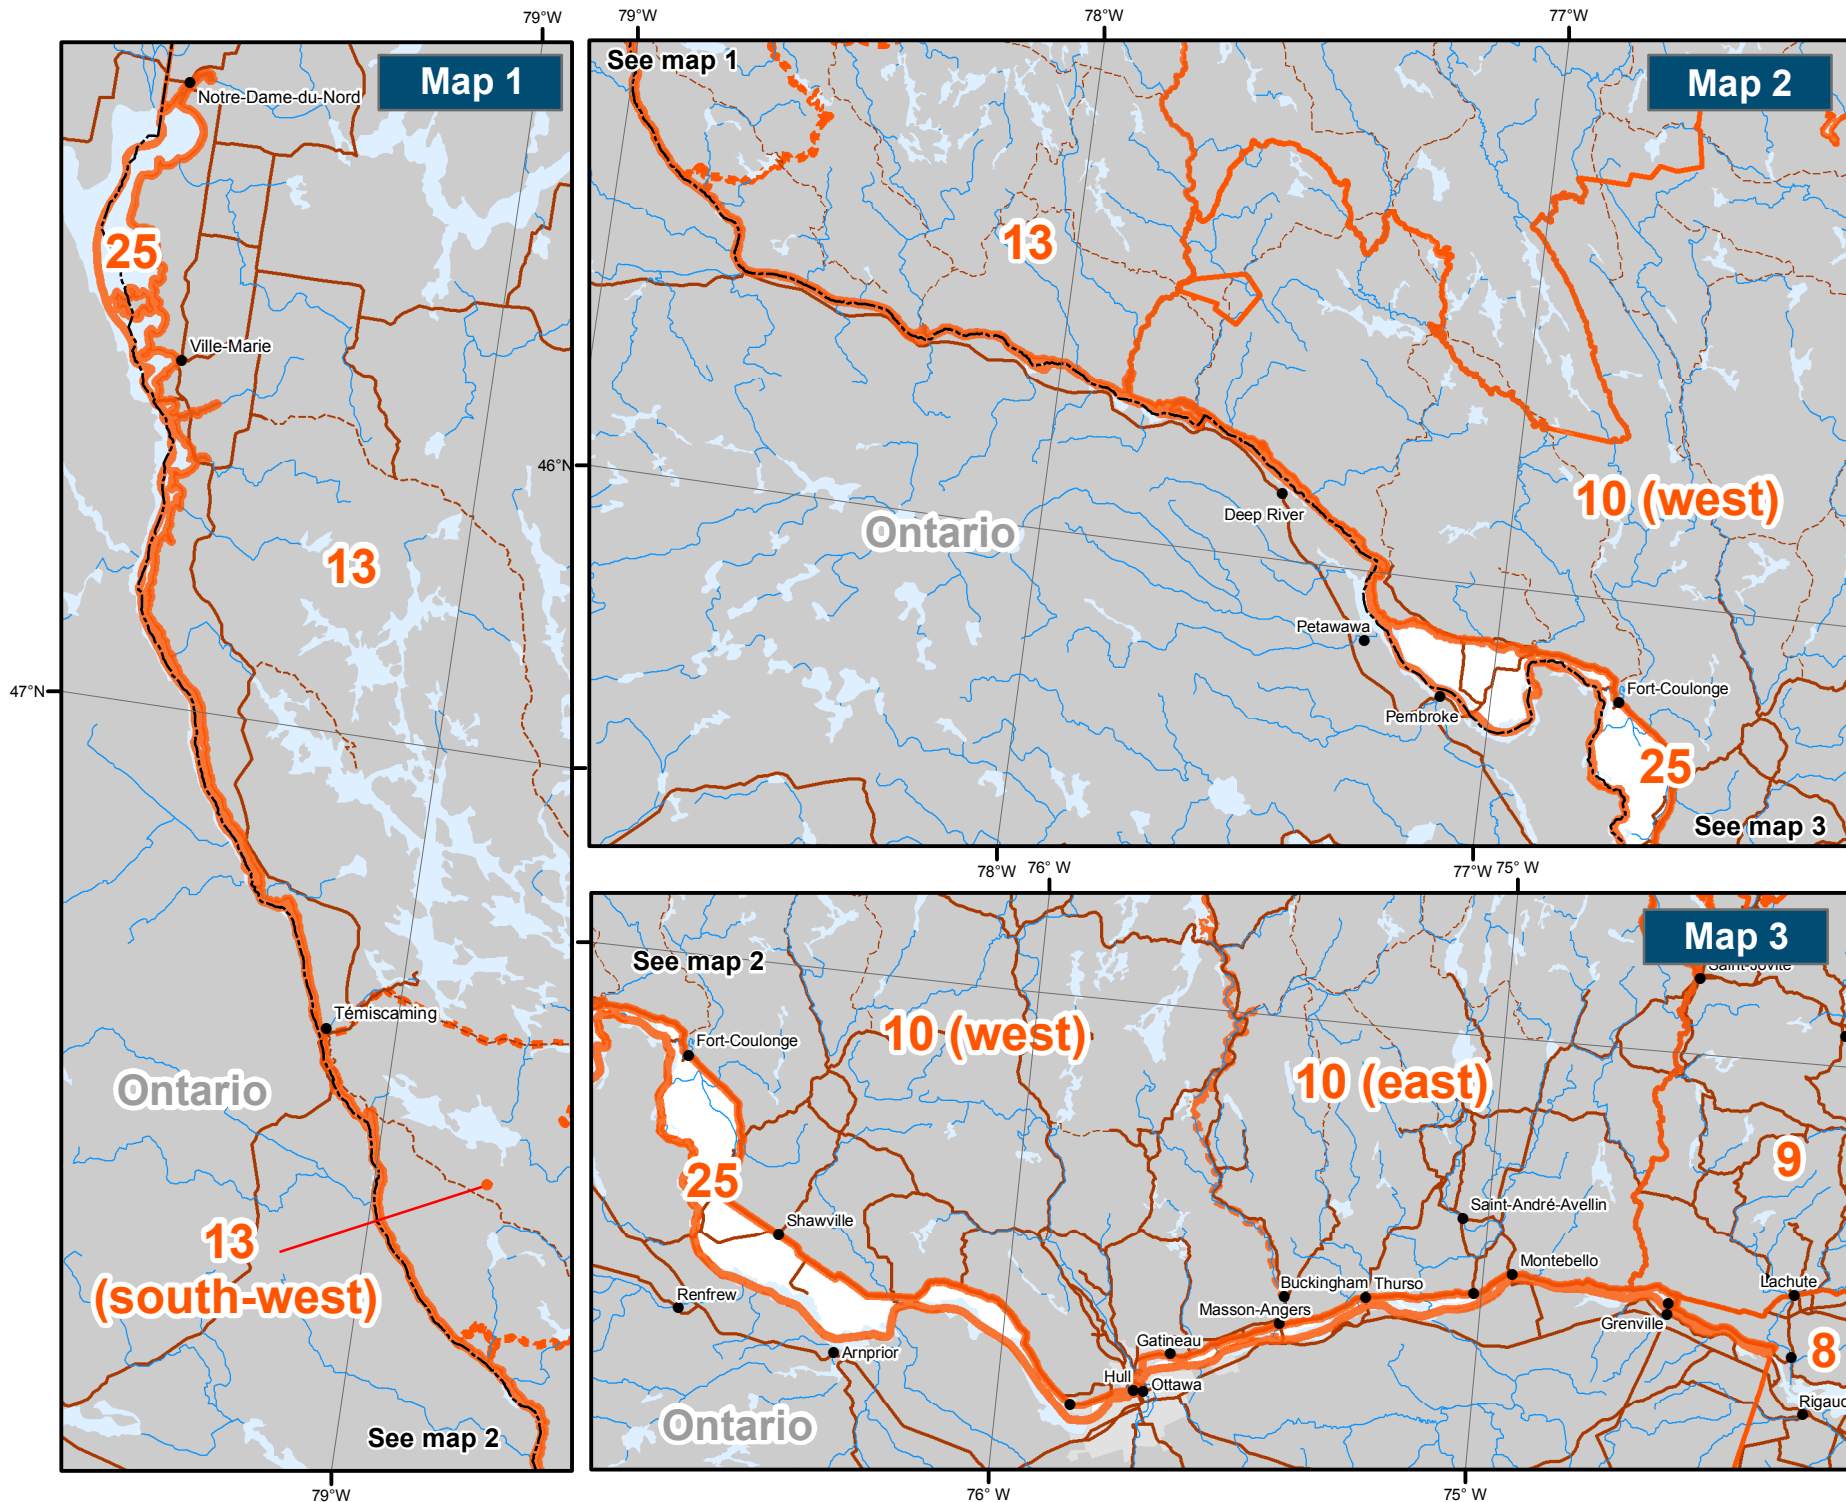 79°W
Map 1
Notre-Dame-du-Nord
25
Ville-Marie
13
47°N
Témiscaming
Ontario
13
(south-west)
See map 2
79°W
79°W
78°W
77°W
See map 1
Map 2
13
46°N
10 (west)
Ontario
Deep River
Petawawa
Pembroke
Fort-Coulonge
25
See map 3
78°W
77°W
76° W
75° W
Map 3
Saint-Jovite
See map 2
10 (west)
Fort-Coulonge
10 (east)
9
25
Saint-André-Avellin
Shawville
Montebello
Buckingham
Thurso
Lachute
Renfrew
Masson-Angers
Grenville
Gatineau
8
Arnprior
Hull
Ottawa
Rigaud
Ontario
76° W
75° W